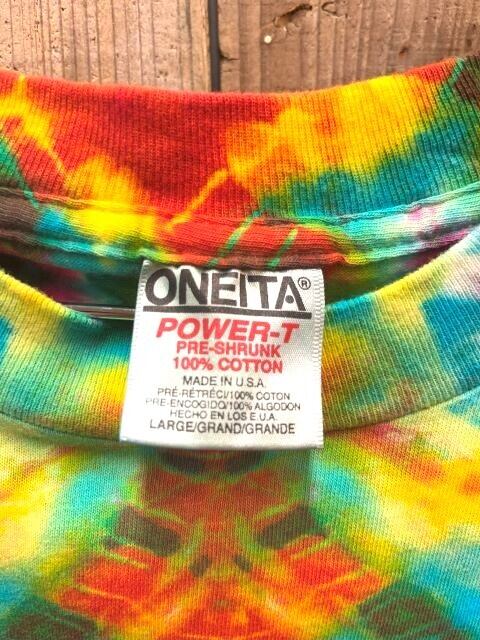 ONEITA®
POWER-T
PRE-SHRUNK
100% COTTON
MADE IN U.S.A.
PRÉ-RÉTRÉCI/100% COTON
PRE-ENCOGIDO/100% ALGODON
HECHO EN LOS E.U.A.
LARGE/GRAND/GRANDE